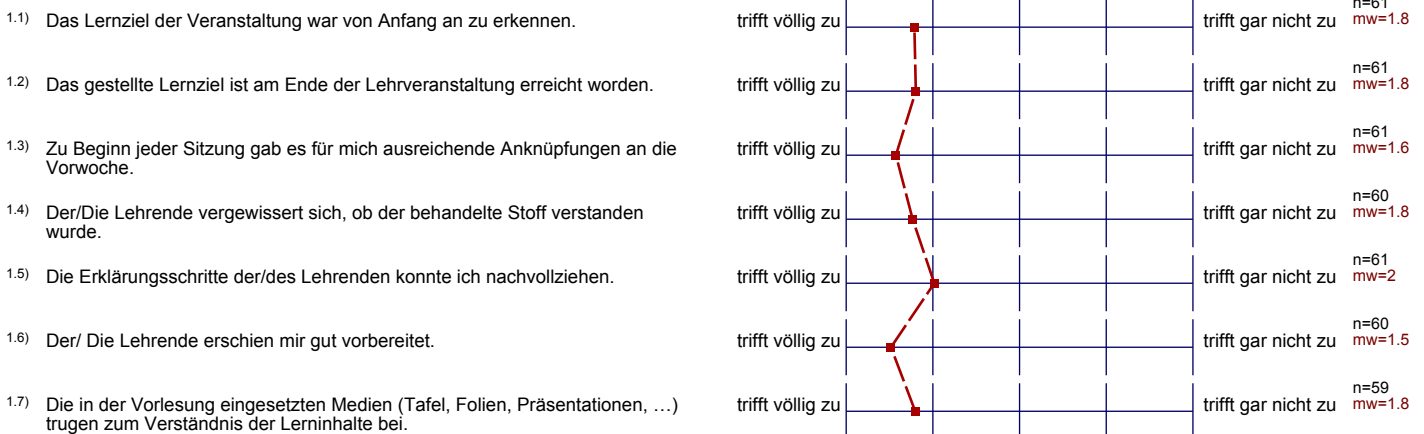 n=61
1.1) Das Lernziel der Veranstaltung war von Anfang an zu erkennen. trifft völlig zu trifft gar nicht zu mw=1.8
n=61
1.2) Das gestellte Lernziel ist am Ende der Lehrveranstaltung erreicht worden. trifft völlig zu trifft gar nicht zu mw=1.8
n=61
1.3) Zu Beginn jeder Sitzung gab es für mich ausreichende Anknüpfungen an die trifft völlig zu trifft gar nicht zu mw=1.6
Vorwoche.
n=60
1.4) Der/Die Lehrende vergewissert sich, ob der behandelte Stoff verstanden trifft völlig zu trifft gar nicht zu mw=1.8
wurde.
n=61
1.5) Die Erklärungsschritte der/des Lehrenden konnte ich nachvollziehen. trifft völlig zu trifft gar nicht zu mw=2
n=60
1.6) Der/ Die Lehrende erschien mir gut vorbereitet. trifft völlig zu trifft gar nicht zu mw=1.5
n=59
1.7) Die in der Vorlesung eingesetzten Medien (Tafel, Folien, Präsentationen, …) trifft völlig zu trifft gar nicht zu mw=1.8
trugen zum Verständnis der Lerninhalte bei.